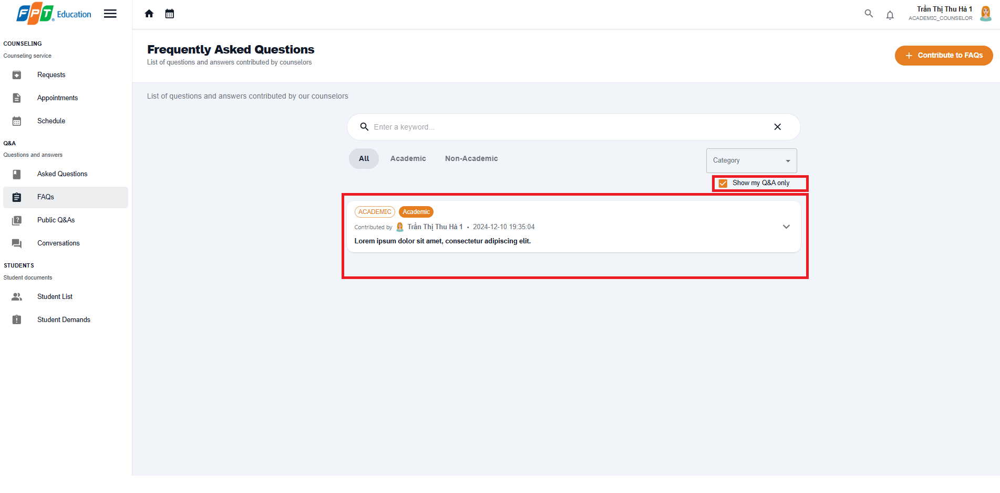 FPT® Education
Trần Thị Thu Hà 1
ACADEMIC_COUNSELOR
COUNSELING
Counseling service
Requests
Appointments
Schedule
Q&A
Questions and answers
Asked Questions
FAQs
Public Q&As
Conversations
STUDENTS
Student documents
Student List
Student Demands
Frequently Asked Questions
List of questions and answers contributed by counselors
+ Contribute to FAQs
List of questions and answers contributed by our counselors
Enter a keyword...
All Academic Non-Academic
Category
Show my Q&A only
ACADEMIC Academic
Contributed by Trần Thị Thu Hà 1 • 2024-12-10 19:35:04
Lorem ipsum dolor sit amet, consectetur adipiscing elit.